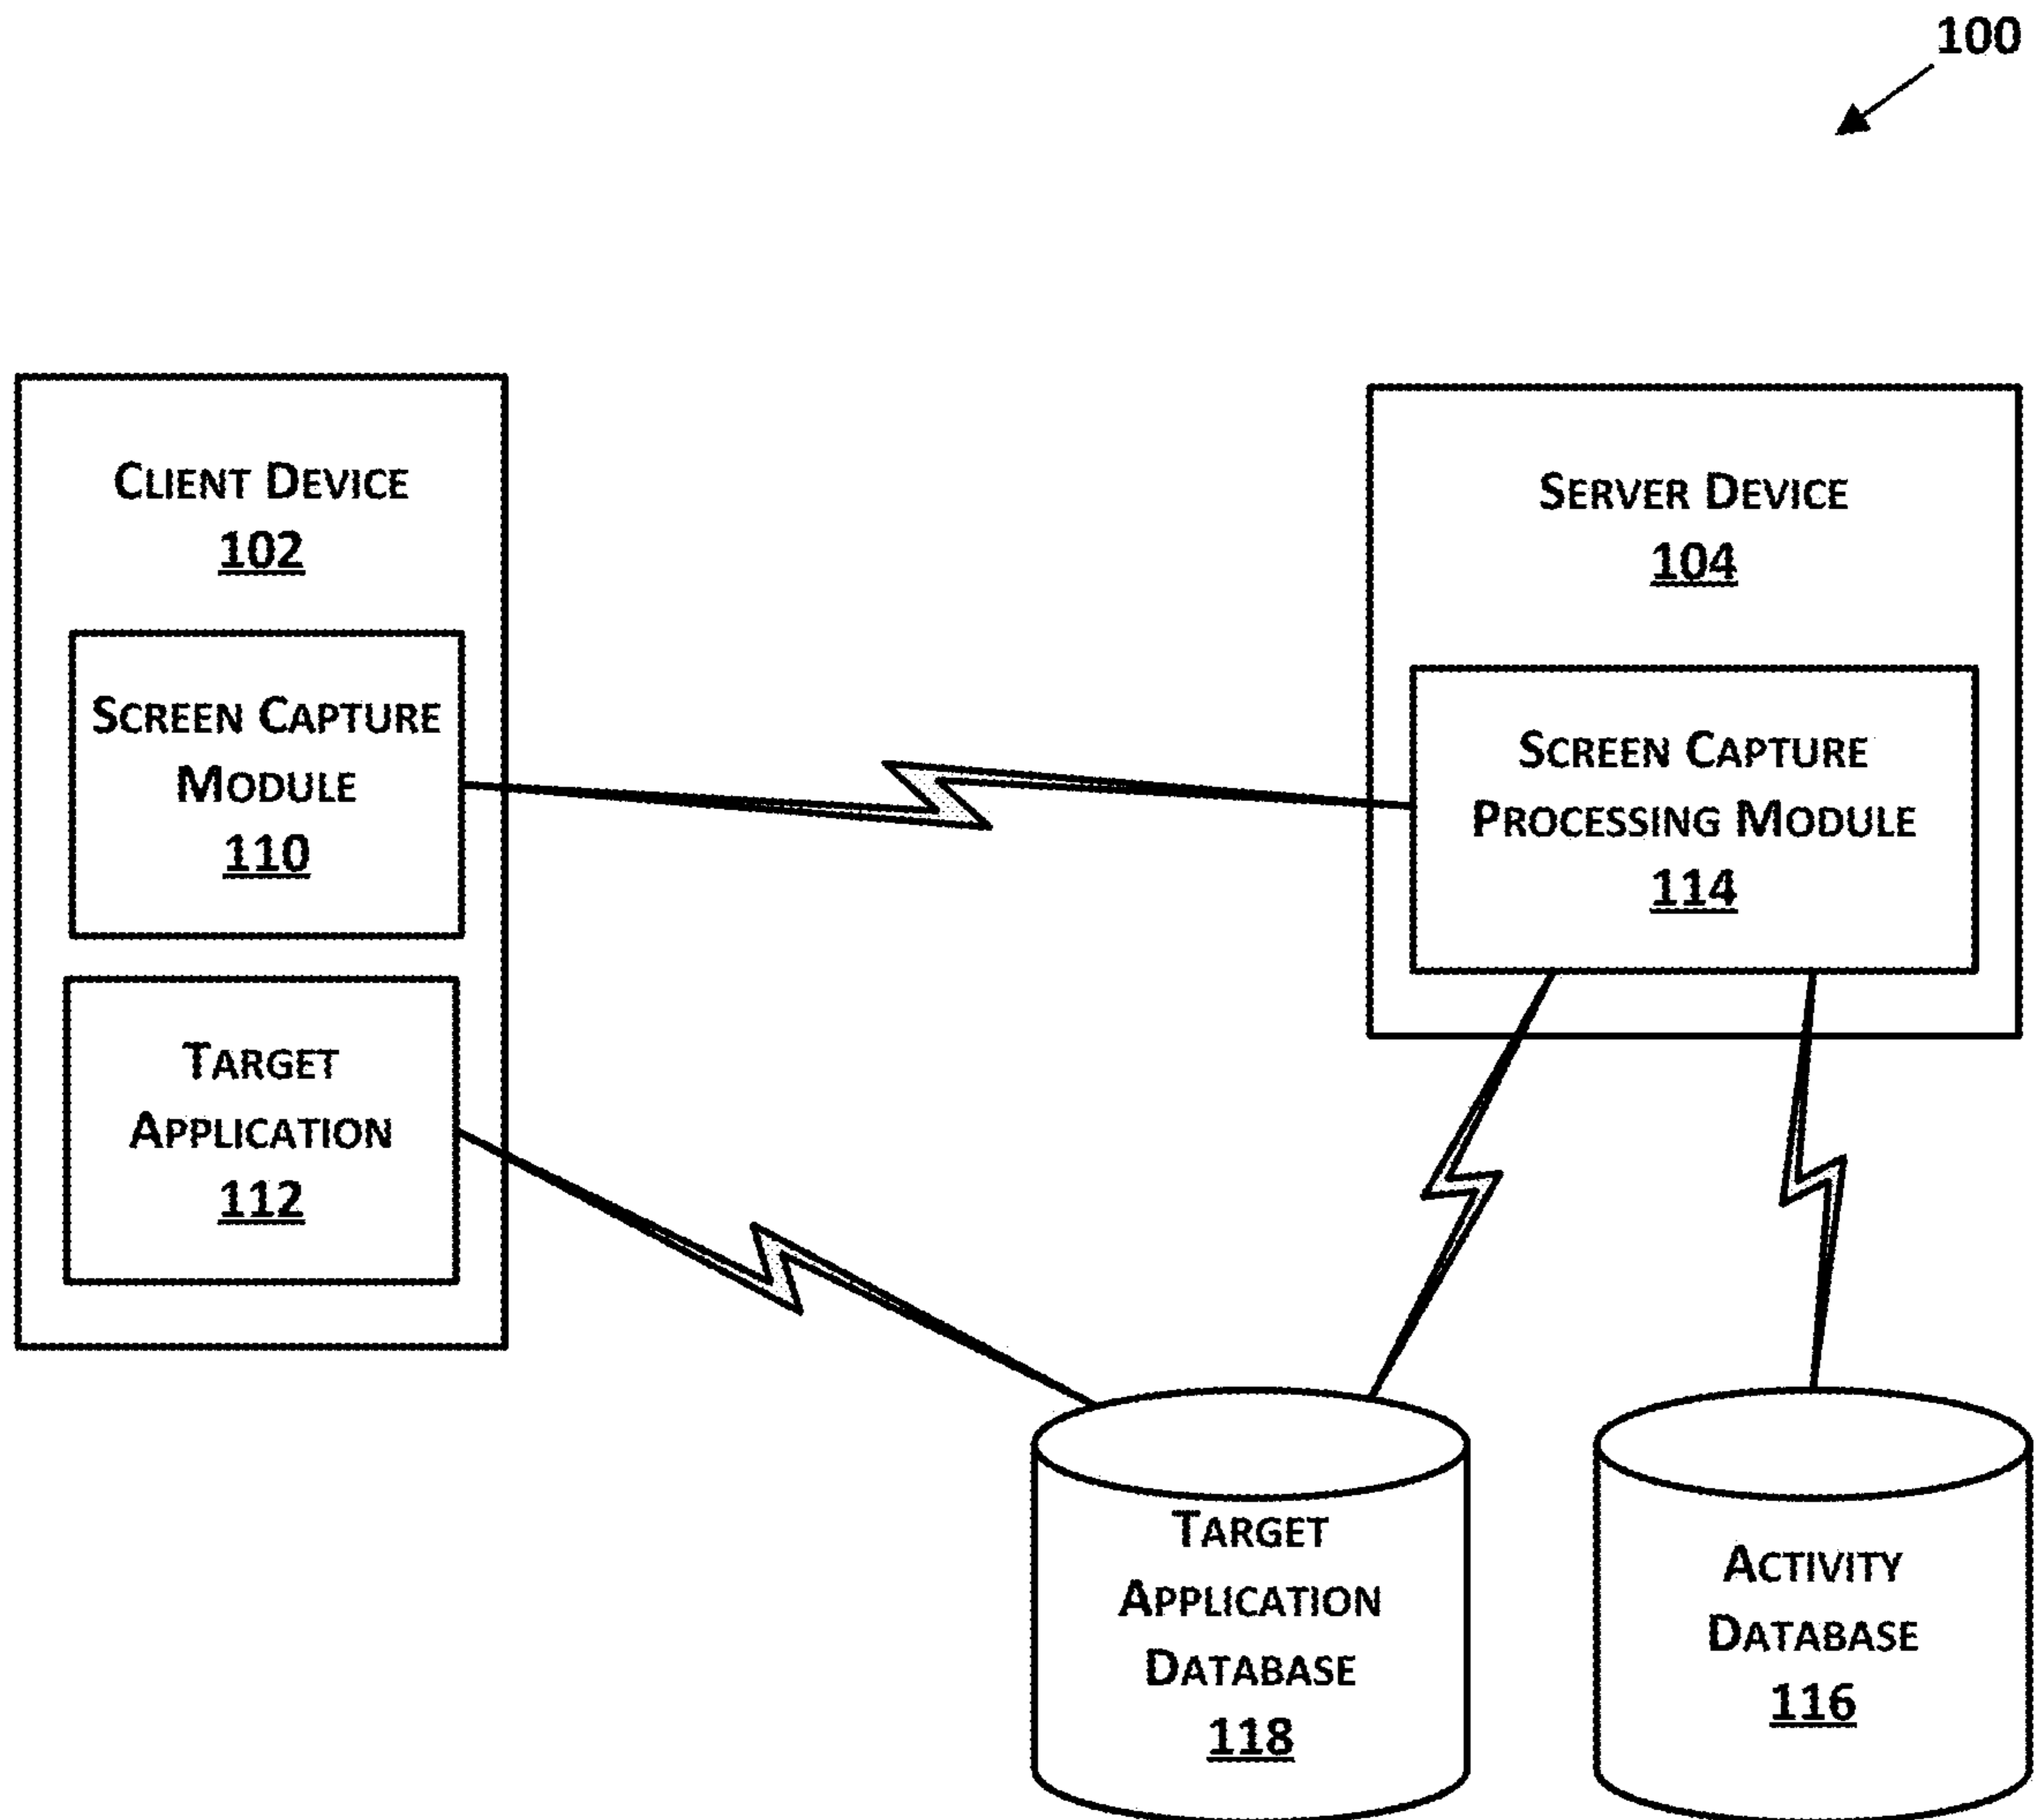 100
CLIENT DEVICE
102
SCREEN CAPTURE
MODULE
110
TARGET
APPLICATION
112
SERVER DEVICE
104
SCREEN CAPTURE
PROCESSING MODULE
114
TARGET
APPLICATION
DATABASE
118
ACTIVITY
DATABASE
116